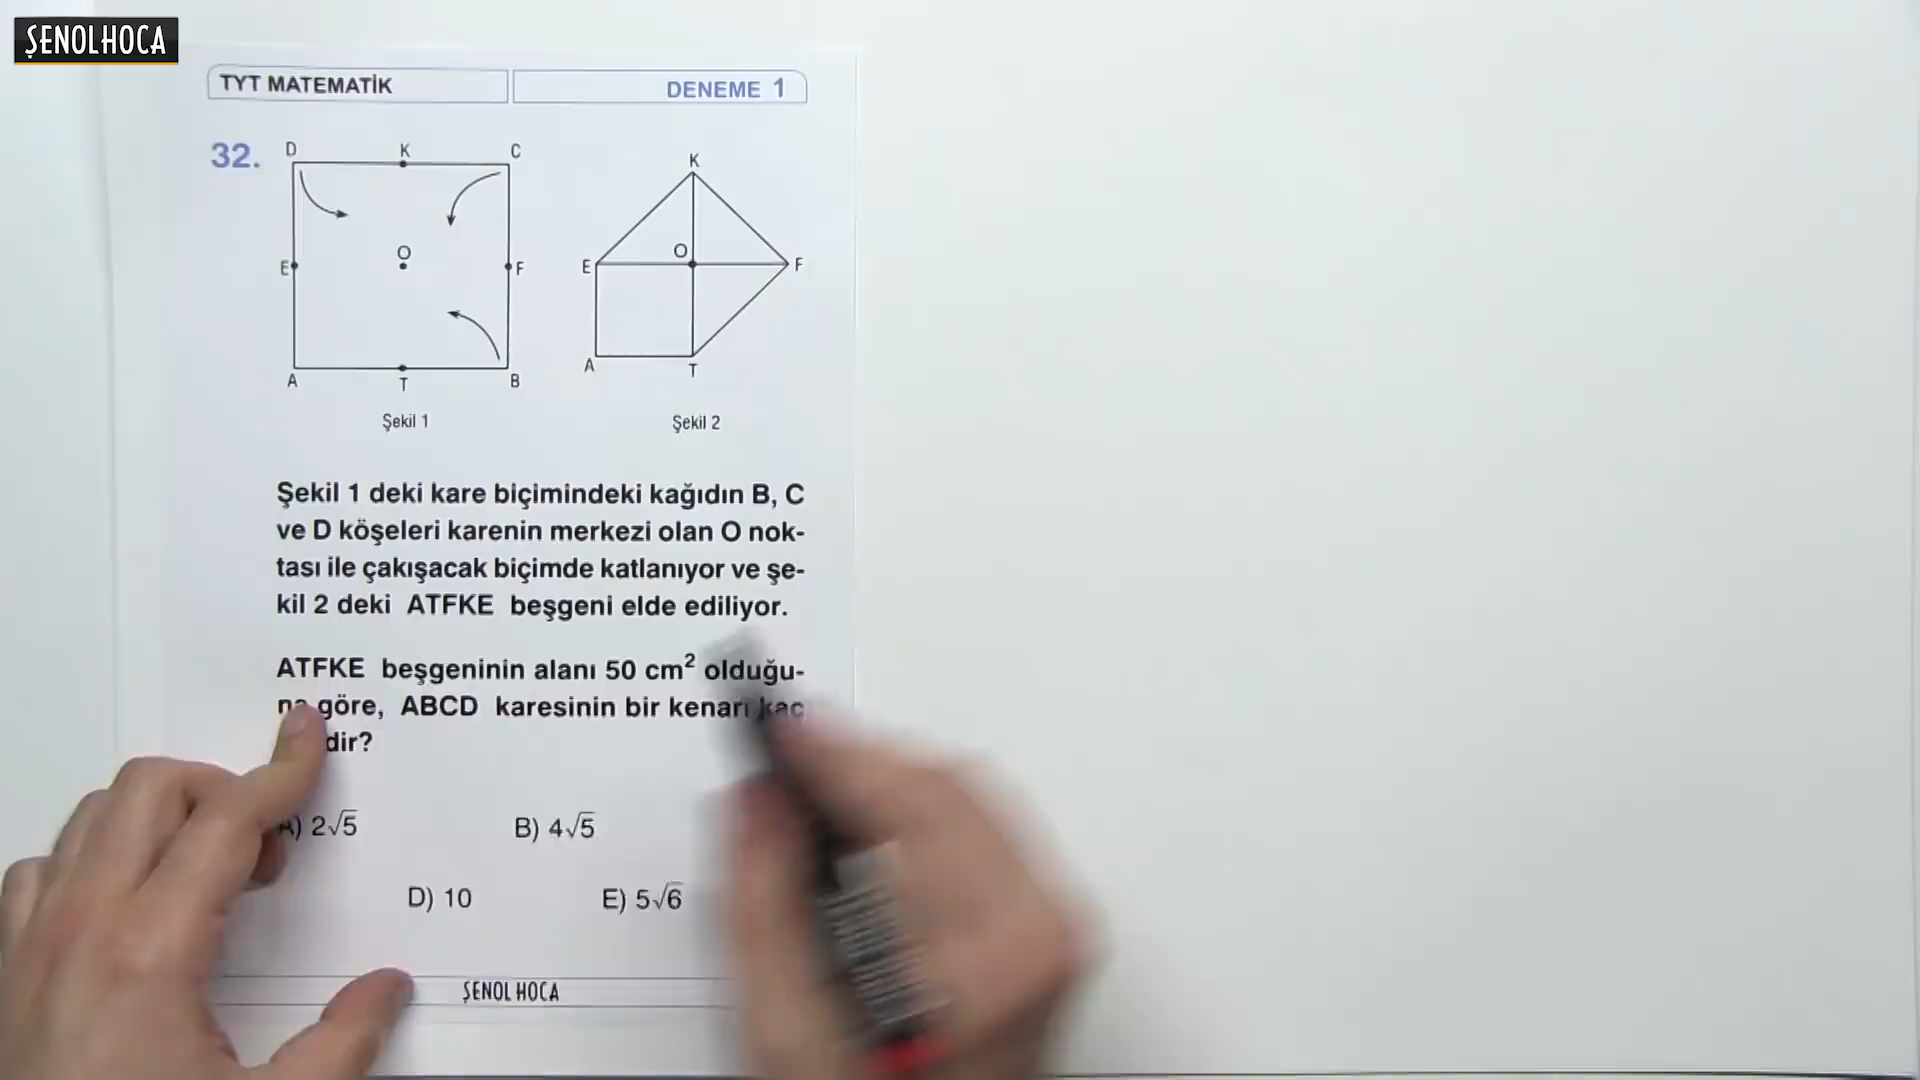 ŞENOLHOCA
TYT MATEMATİK
DENEME 1
32.
D K C
E O F
A T B
Şekil 1
K
E O F
A T
Şekil 2
Şekil 1 deki kare biçimindeki kağıdın B, C
ve D köşeleri karenin merkezi olan O nok-
tası ile çakışacak biçimde katlanıyor ve şe-
kil 2 deki ATFKE beşgeni elde ediliyor.
ATFKE beşgeninin alanı 50 cm² olduğu-
na göre, ABCD karesinin bir kenarı kaç
dir?
A) 2√5
B) 4√5
D) 10
E) 5√6
ŞENOL HOCA